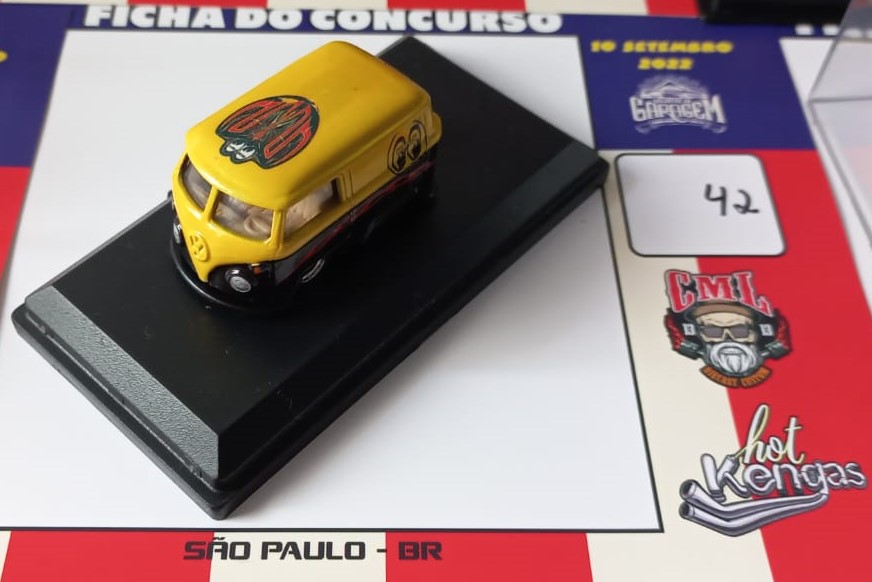 FICHA DO CONCURSO
10 SETEMBRO
2022
GARAGEM
42
CML
DIECAST CUSTOM
hot
Kengas
SÃO PAULO - BR